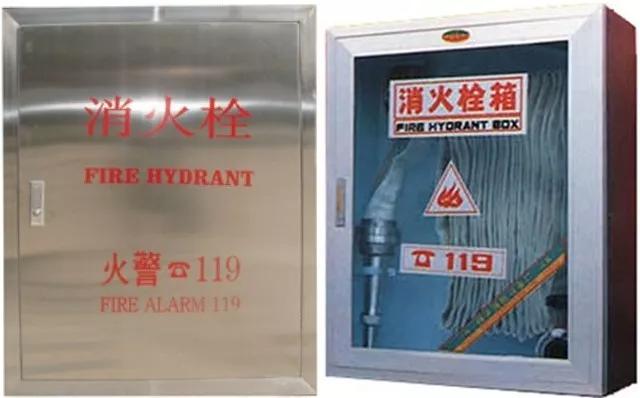 消火栓
FIRE HYDRANT
火警☎119
FIRE ALARM 119
消火栓箱
FIRE HYDRANT BOX
☎119